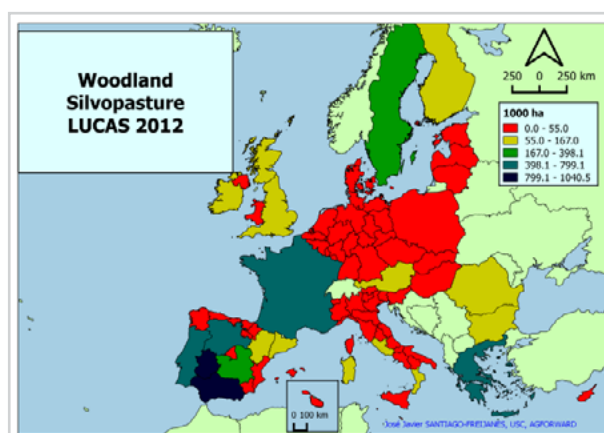 Woodland
Silvopasture
LUCAS 2012
250 0 250 km
1000 ha
0.0 - 55.0
55.0 - 167.0
167.0 - 398.1
398.1 - 799.1
799.1 - 1040.5
0 100 km
José Javier SANTIAGO-FREIJANES, USC, AGFORWARD